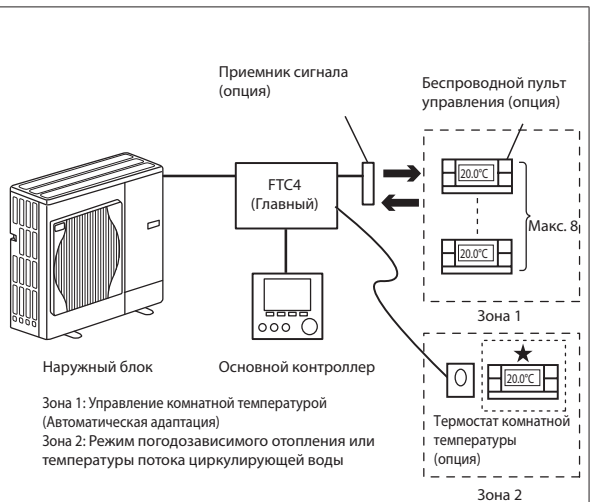 Приемник сигнала
(опция)
Беспроводной пульт
управления (опция)
FTC4
(Главный)
20.0°C
Макс. 8
20.0°C
Зона 1
Наружный блок
Основной контроллер
★
20.0°C
Термостат комнатной
температуры
(опция)
Зона 1: Управление комнатной температурой
(Автоматическая адаптация)
Зона 2: Режим погодозависимого отопления или
температуры потока циркулирующей воды
Зона 2